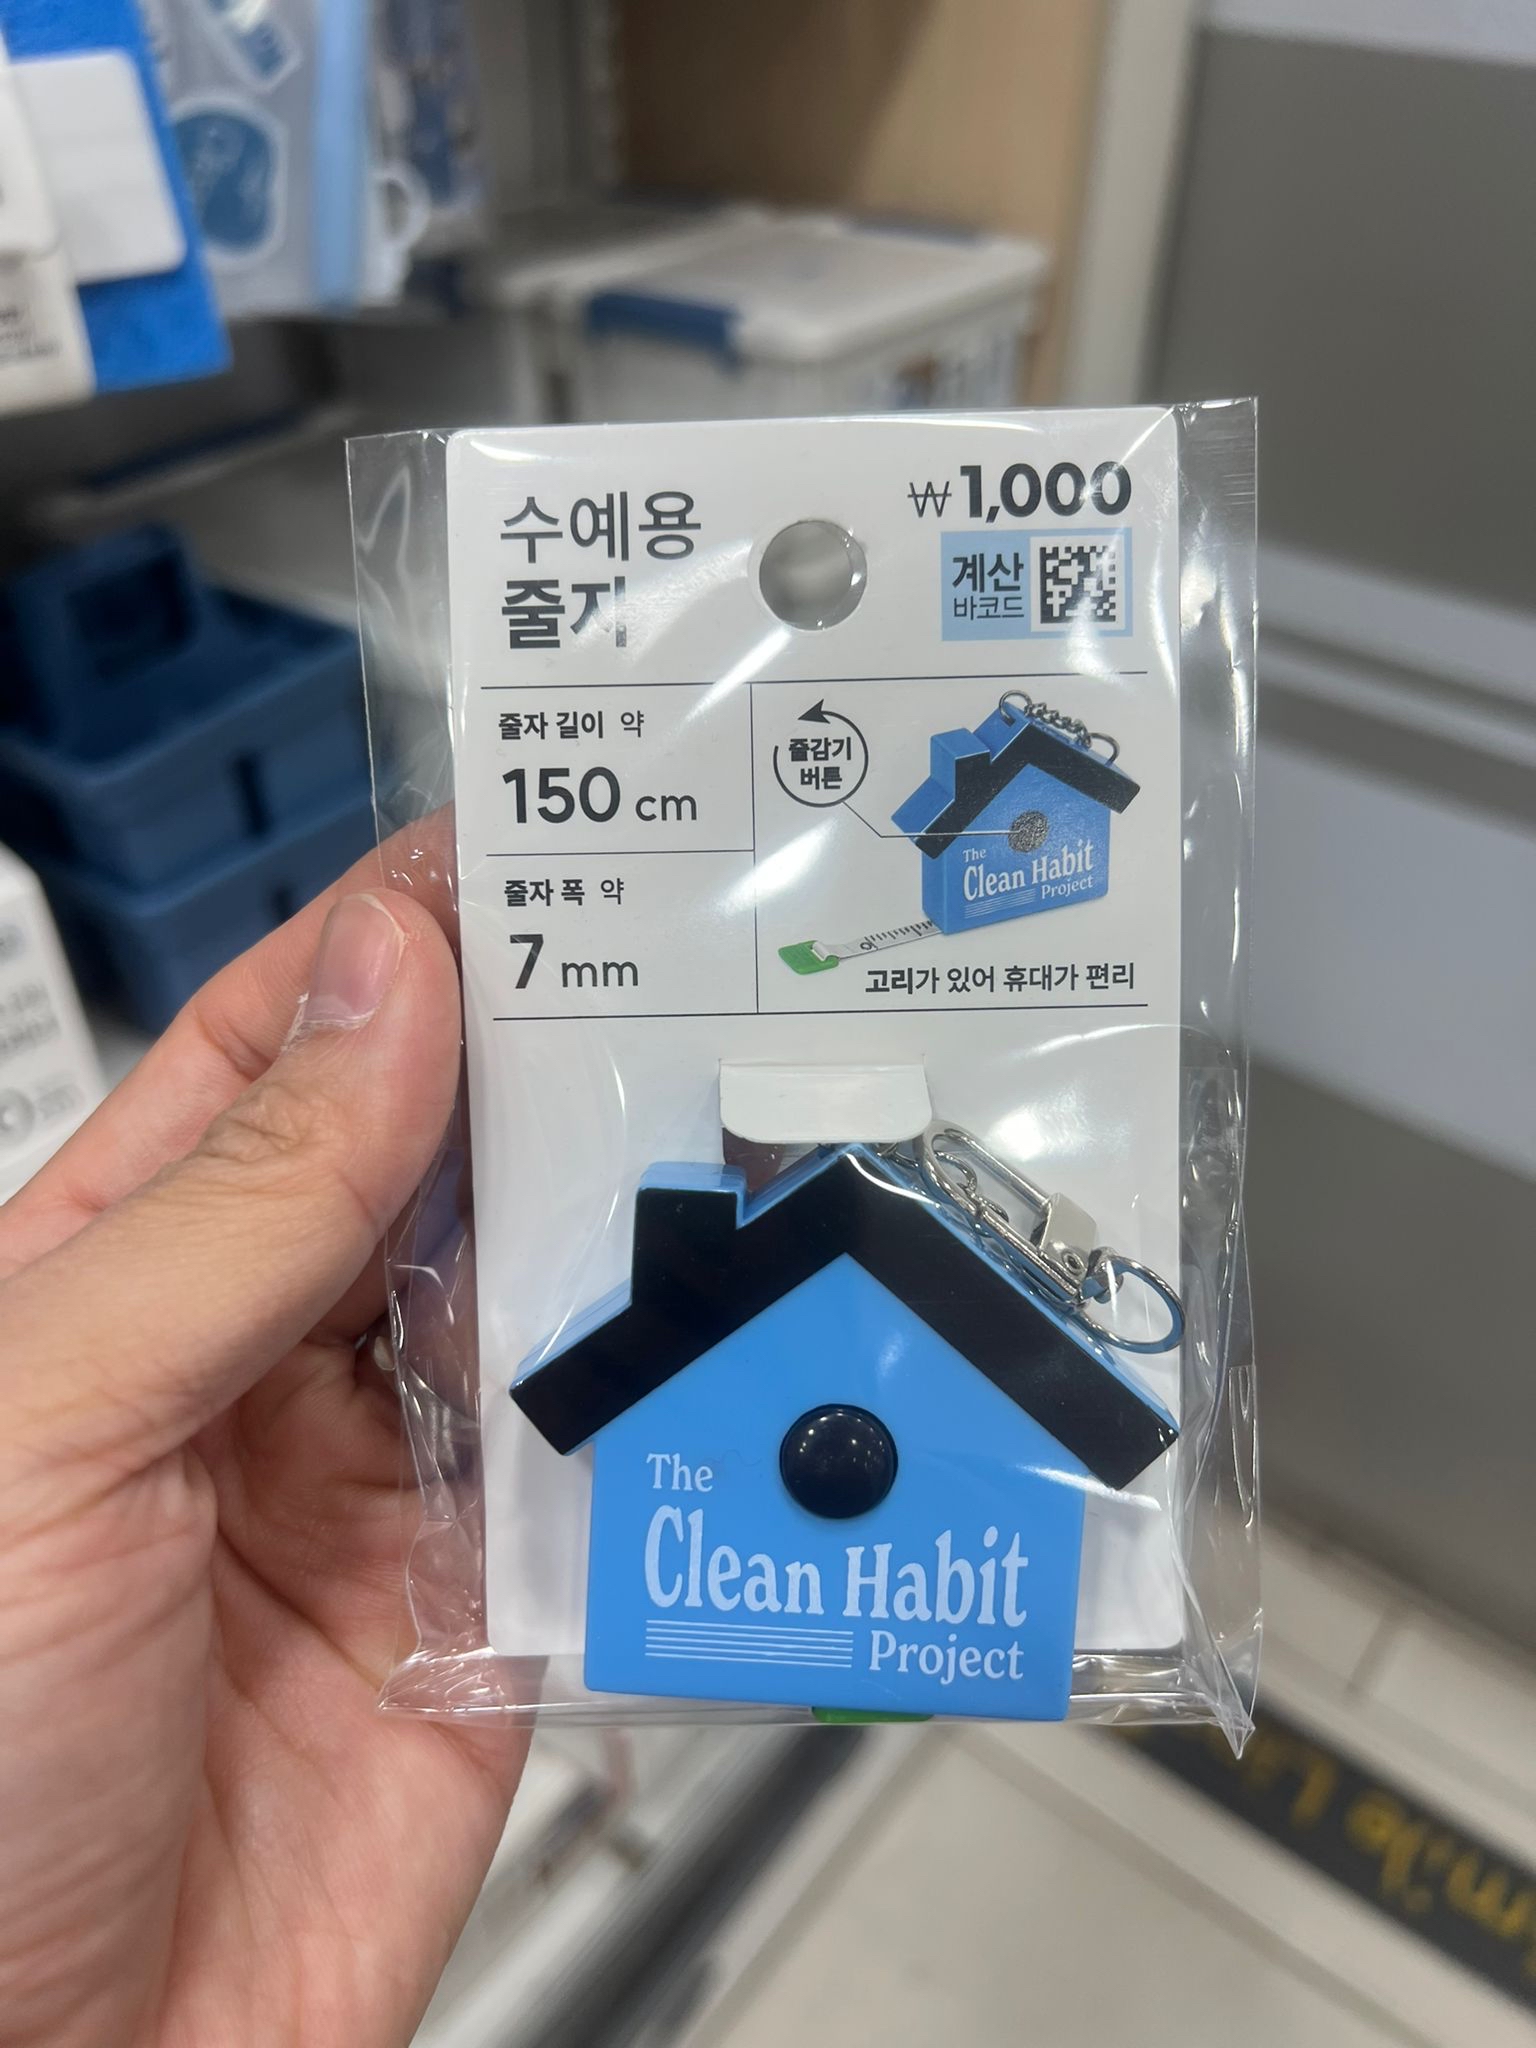 수예용
줄자
₩1,000
계산
바코드
줄자 길이 약
150 cm
줄자 폭 약
7 mm
줄감기
버튼
The
Clean Habit
Project
고리가 있어 휴대가 편리
The
Clean Habit
Project